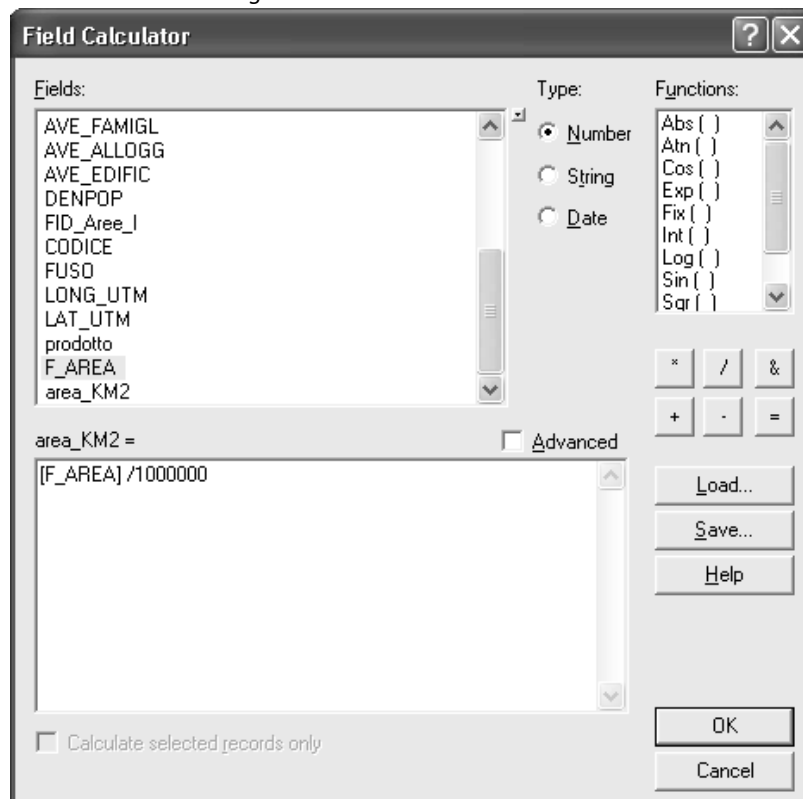 Field Calculator
Fields:
Type:
Functions:
AVE_FAMIGL
AVE_ALLOGG
AVE_EDIFIC
DENPOP
FID_Aree_I
CODICE
FUSO
LONG_UTM
LAT_UTM
prodotto
F_AREA
area_KM2
Number
String
Date
Abs ( )
Atn ( )
Cos ( )
Exp ( )
Fix ( )
Int ( )
Log ( )
Sin ( )
Sqr ( )
* / &
+ - =
area_KM2 =
Advanced
[F_AREA] /1000000
Load...
Save...
Help
Calculate selected records only
OK
Cancel